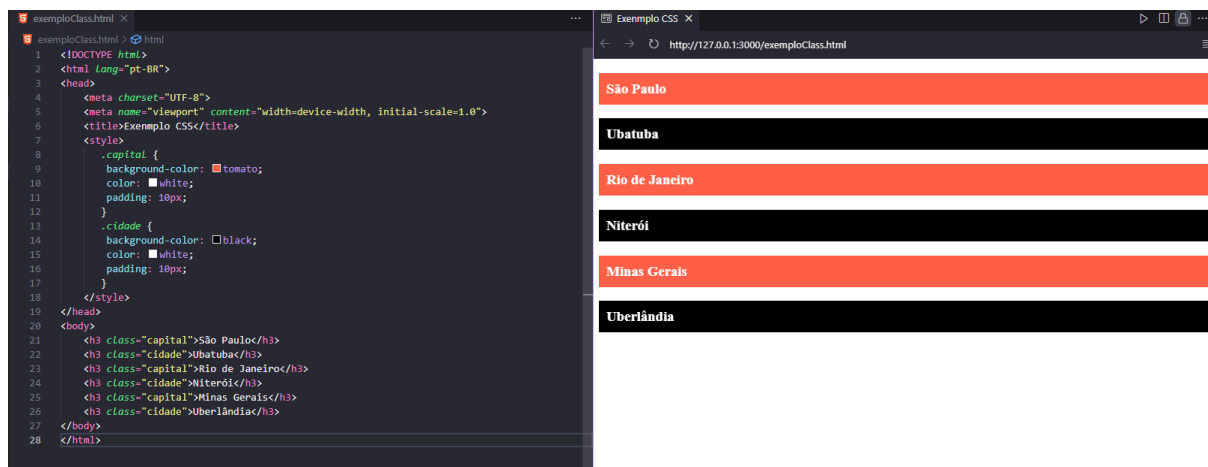 exemploClass.html
exemploClass.html > html
1 <!DOCTYPE html>
2 <html lang="pt-BR">
3 <head>
4     <meta charset="UTF-8">
5     <meta name="viewport" content="width=device-width, initial-scale=1.0">
6     <title>Exenmplo CSS</title>
7     <style>
8        .capital {
9         background-color: tomato;
10         color: white;
11         padding: 10px;
12        }
13        .cidade {
14         background-color: black;
15         color: white;
16         padding: 10px;
17        }
18     </style>
19 </head>
20 <body>
21     <h3 class="capital">São Paulo</h3>
22     <h3 class="cidade">Ubatuba</h3>
23     <h3 class="capital">Rio de Janeiro</h3>
24     <h3 class="cidade">Niterói</h3>
25     <h3 class="capital">Minas Gerais</h3>
26     <h3 class="cidade">Uberlândia</h3>
27 </body>
28 </html>
Exenmplo CSS
http://127.0.0.1:3000/exemploClass.html
São Paulo
Ubatuba
Rio de Janeiro
Niterói
Minas Gerais
Uberlândia